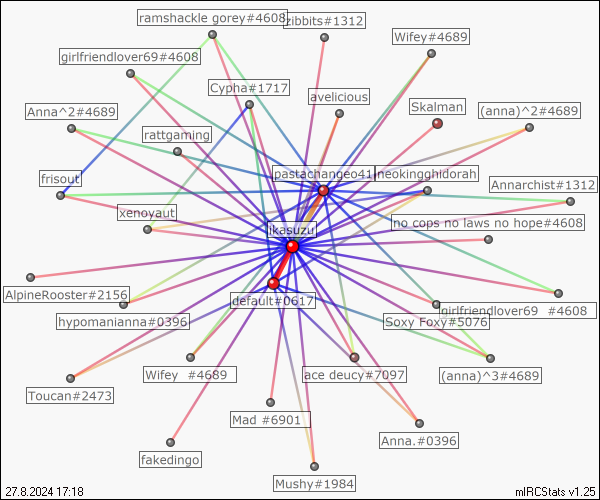 ramshackle gorey#4608
zibbits#1312
Wifey#4689
girlfriendlover69#4608
Cypha#1717
avelicious
Skalman
(anna)^2#4689
Anna^2#4689
rattgaming
pastachangeo41
neokingghidorah
frisout
Annarchist#1312
xenoyaut
no cops no laws no hope#4608
jkasuzu
AlpineRooster#2156
default#0617
girlfriendlover69 #4608
hypomanianna#0396
Soxy Foxy#5076
Wifey #4689
ace deucy#7097
(anna)^3#4689
Toucan#2473
Mad #6901
Anna.#0396
fakedingo
Mushy#1984
27.8.2024 17:18
mIRCStats v1.25